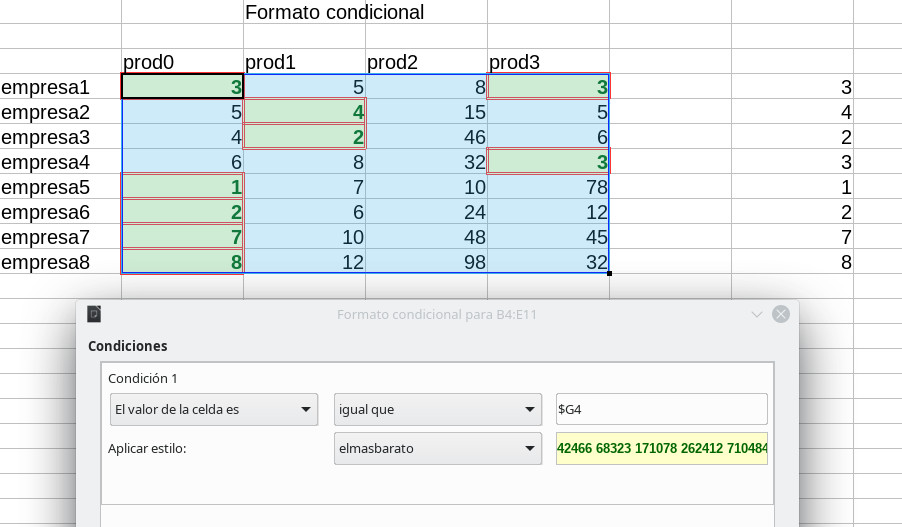 Formato condicional
prod0 prod1 prod2 prod3
empresa1 3 5 8 3 3
empresa2 5 4 15 5 4
empresa3 4 2 46 6 2
empresa4 6 8 32 3 3
empresa5 1 7 10 78 1
empresa6 2 6 24 12 2
empresa7 7 10 48 45 7
empresa8 8 12 98 32 8
Formato condicional para B4:E11
Condiciones
Condición 1
El valor de la celda es igual que $G4
Aplicar estilo: elmasbarato 42466 68323 171078 262412 710484